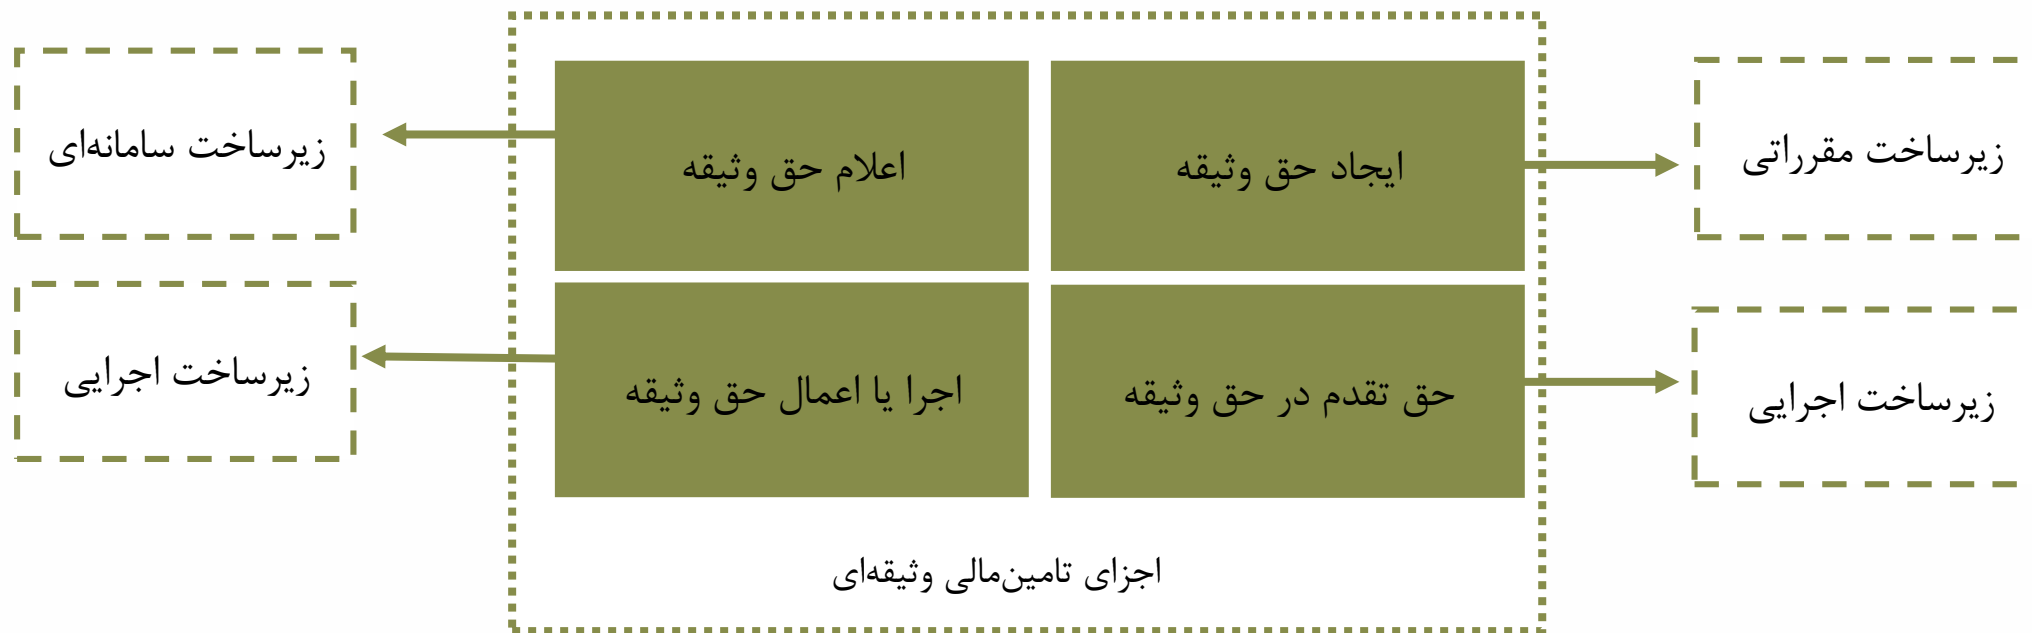 زیرساخت مقرراتی
ایجاد حق وثیقه
اعلام حق وثیقه
زیرساخت سامانه‌ای
زیرساخت اجرایی
حق تقدم در حق وثیقه
اجرا یا اعمال حق وثیقه
زیرساخت اجرایی
اجزای تامین‌مالی وثیقه‌ای